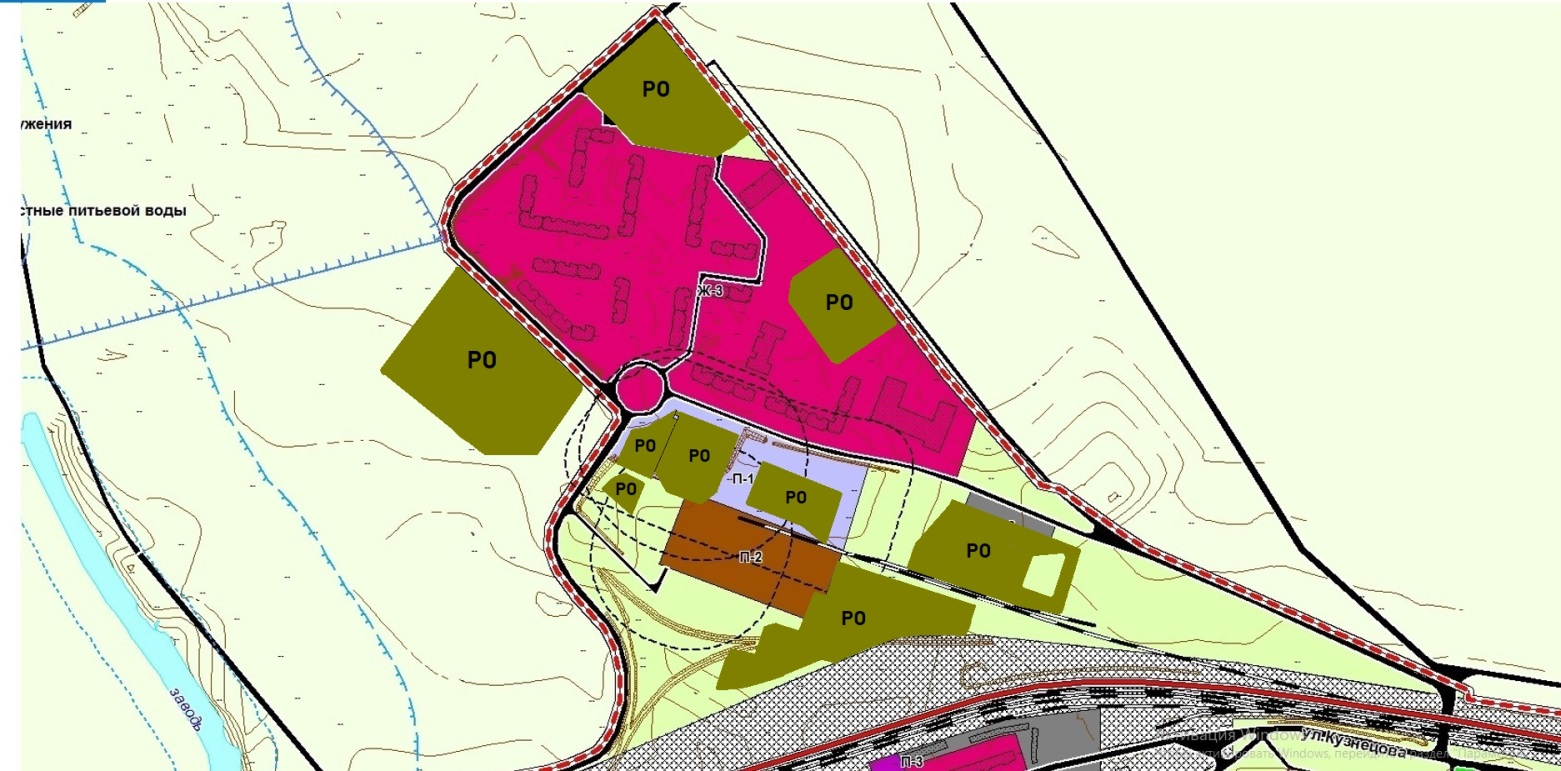 РО
ужения
стные питьевой воды
Ж-3
РО
РО
РО
РО
П-1
РО
РО
РО
П-2
РО
заводь
ул.Кузнецова
П-3